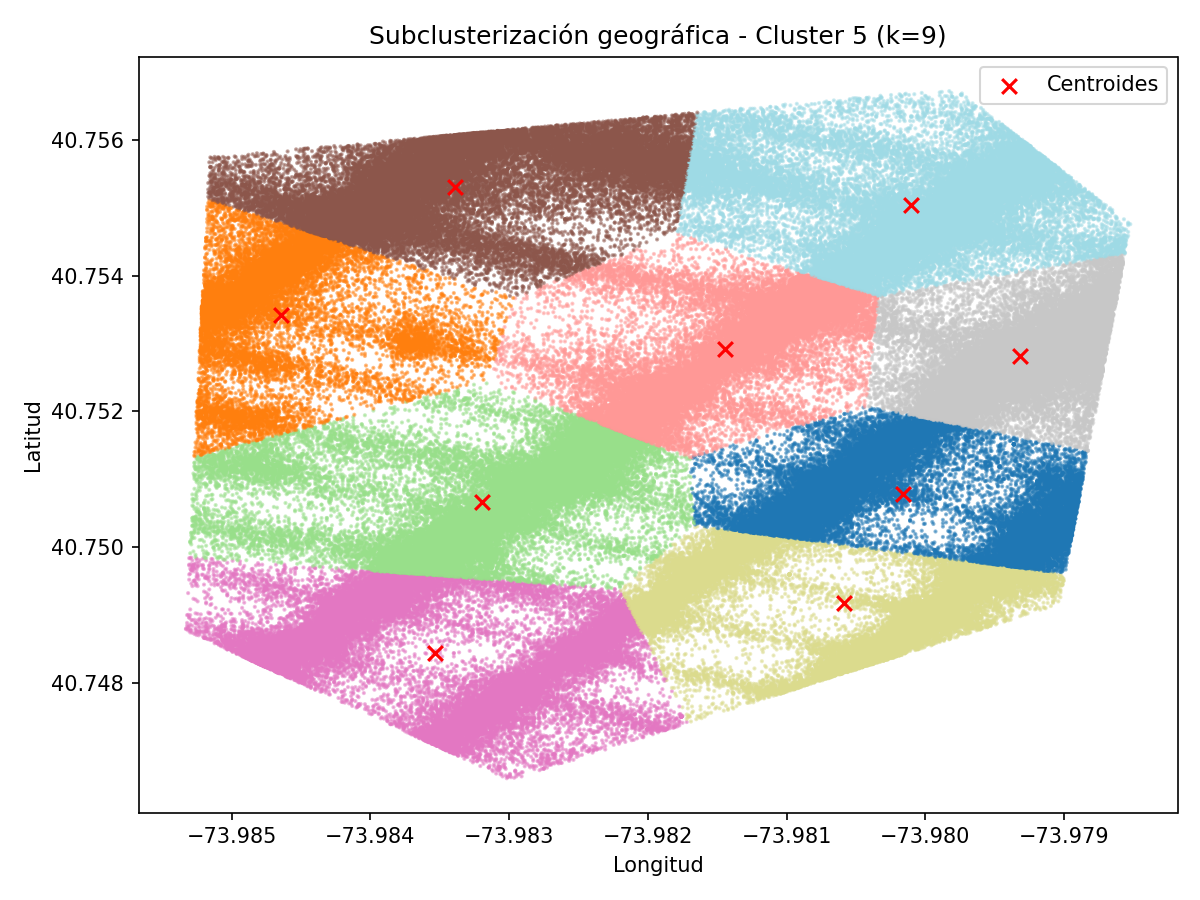 Subclusterización geográfica - Cluster 5 (k=9)
Centroides
40.756
40.754
40.752
40.750
40.748
Latitud
−73.985 −73.984 −73.983 −73.982 −73.981 −73.980 −73.979
Longitud